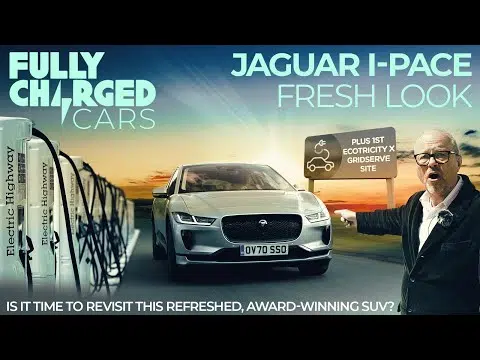 FULLY
CHARGED
CARS
JAGUAR I-PACE
FRESH LOOK
PLUS 1ST
ECOTRICITY X
GRIDSERVE
SITE
Electric Highway
Electric Highway
OV70 SSO
IS IT TIME TO REVISIT THIS REFRESHED, AWARD-WINNING SUV?